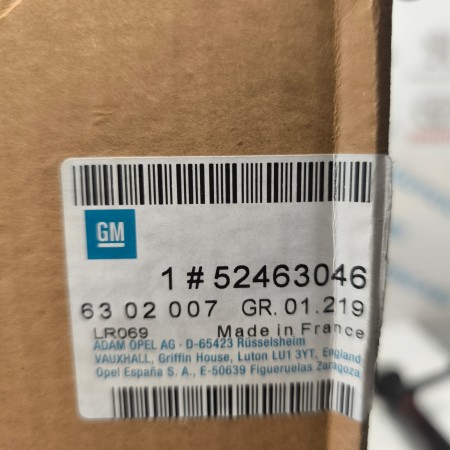 GM
1 # 52463046
63 02 007 GR. 01.219
LR069 Made in France
ADAM OPEL AG - D-65423 Rüsselsheim
VAUXHALL, Griffin House, Luton LU1 3YT, England
Opel España S. A., E-50639 Figueruelas Zaragoza